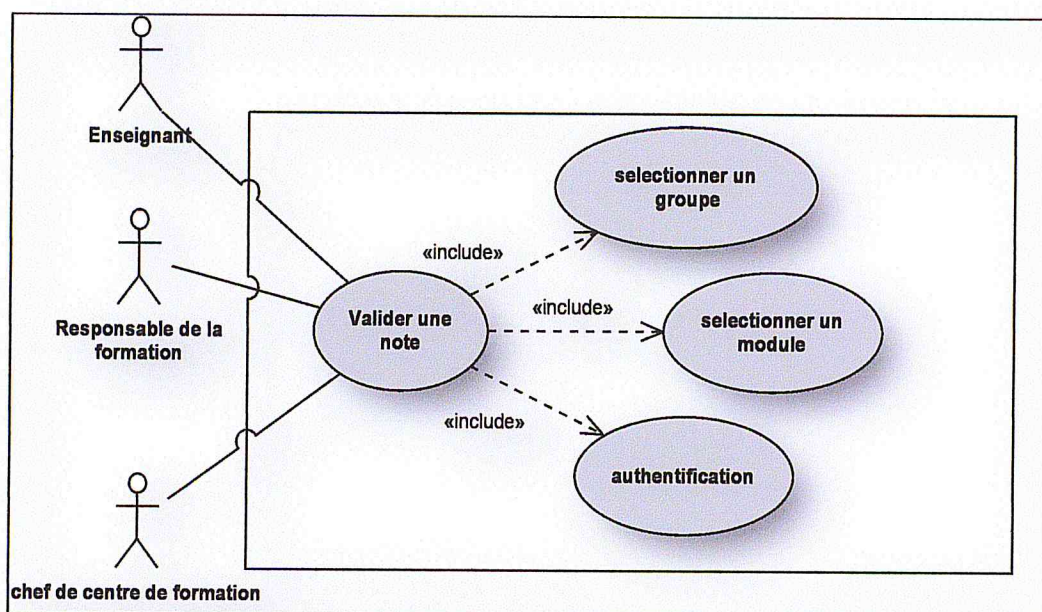 Enseignant
selectionner un
groupe
«include»
Responsable de la
formation
Valider une
note
«include»
selectionner un
module
«include»
authentification
chef de centre de formation